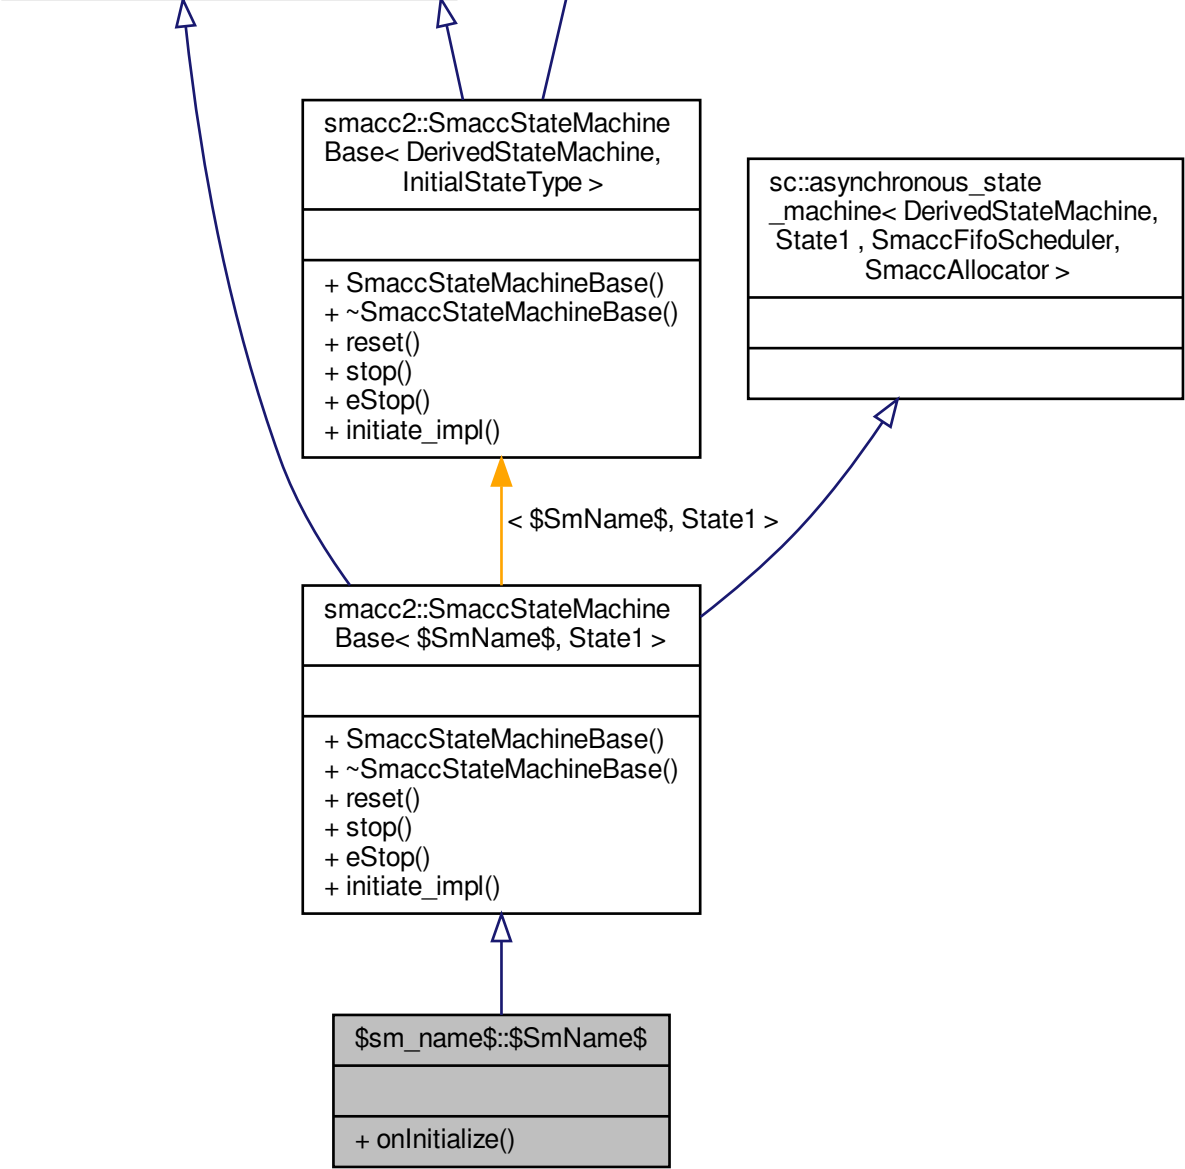 smacc2::SmaccStateMachine
Base< DerivedStateMachine,
InitialStateType >
+ SmaccStateMachineBase()
+ ~SmaccStateMachineBase()
+ reset()
+ stop()
+ eStop()
+ initiate_impl()
sc::asynchronous_state
_machine< DerivedStateMachine,
State1 , SmaccFifoScheduler,
SmaccAllocator >
< $SmName$, State1 >
smacc2::SmaccStateMachine
Base< $SmName$, State1 >
+ SmaccStateMachineBase()
+ ~SmaccStateMachineBase()
+ reset()
+ stop()
+ eStop()
+ initiate_impl()
$sm_name$::$SmName$
+ onInitialize()